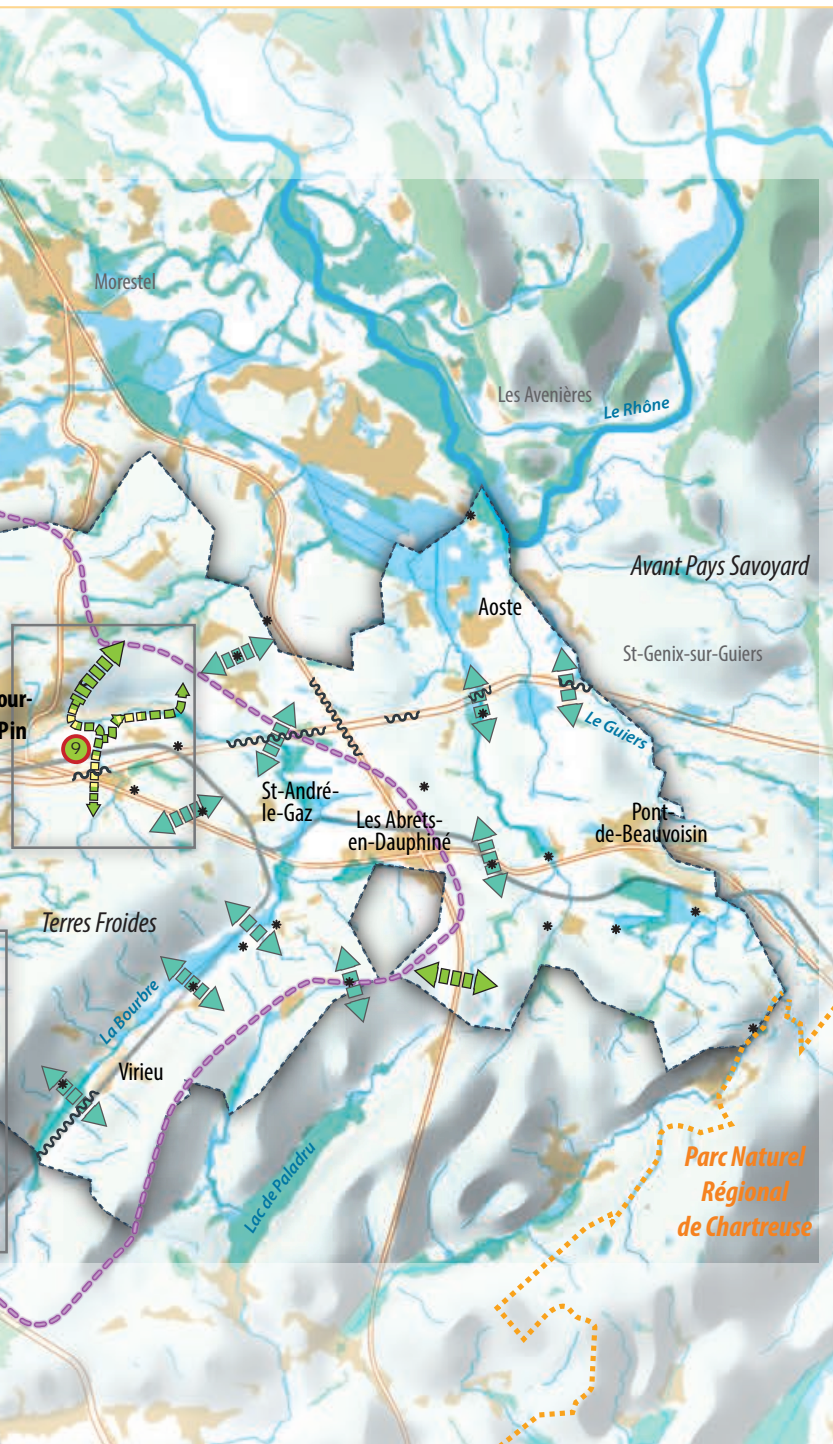 Morestel
Les Avenières
Le Rhône
Avant Pays Savoyard
Aoste
St-Genix-sur-Guiers
our-
Pin
9
Le Guiers
St-André-
le-Gaz
Les Abrets-
en-Dauphiné
Pont-
de-Beauvoisin
Terres Froides
La Bourbre
Virieu
Lac de Paladru
Parc Naturel
Régional
de Chartreuse